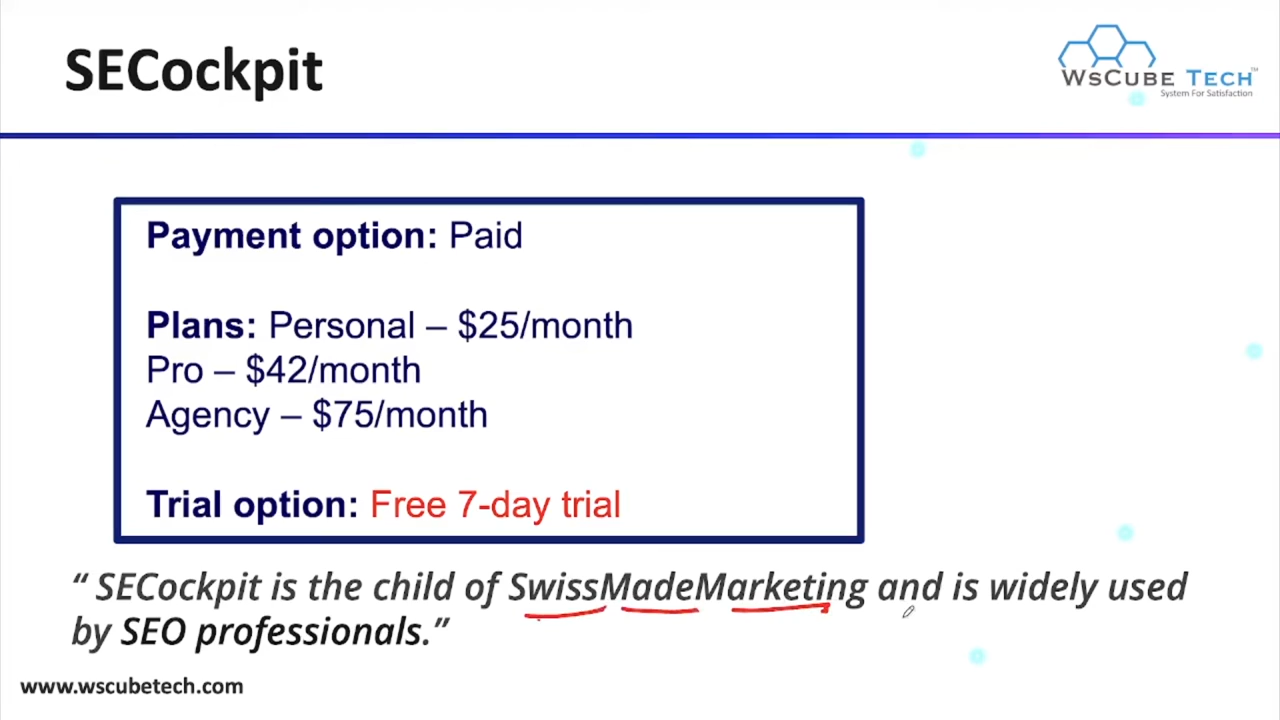 SECockpit
WsCube Tech™
System For Satisfaction
Payment option: Paid
Plans: Personal – $25/month
Pro – $42/month
Agency – $75/month
Trial option: Free 7-day trial
“ SECockpit is the child of SwissMadeMarketing and is widely used
by SEO professionals.”
www.wscubetech.com